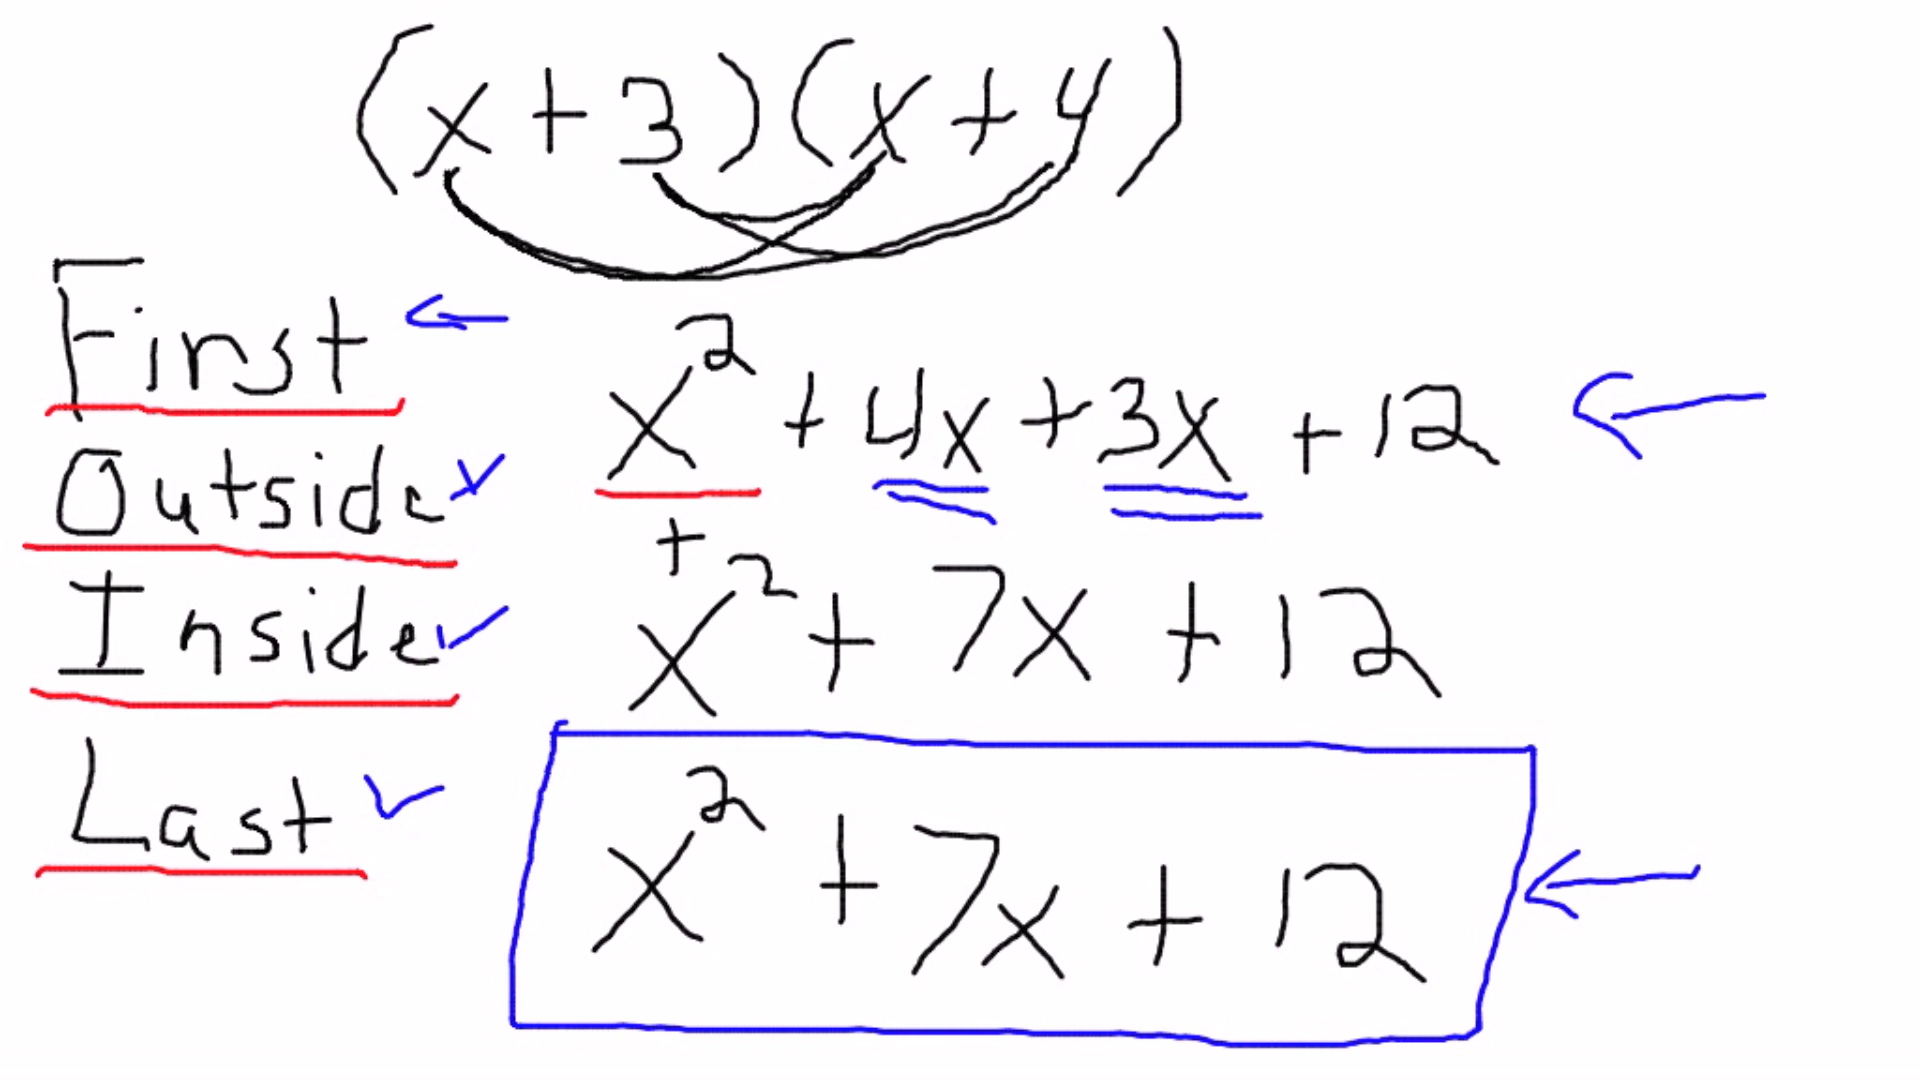 (x + 3)(x + 4)
First
x² + 4x + 3x + 12
Outside
+
x² + 7x + 12
Inside
Last
x² + 7x + 12